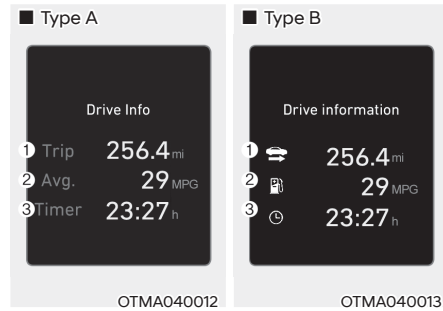 ■ Type A
Drive Info
1 Trip 256.4 mi
2 Avg. 29 MPG
3 Timer 23:27 h
OTMA040012
■ Type B
Drive information
1 256.4 mi
2 29 MPG
3 23:27 h
OTMA040013